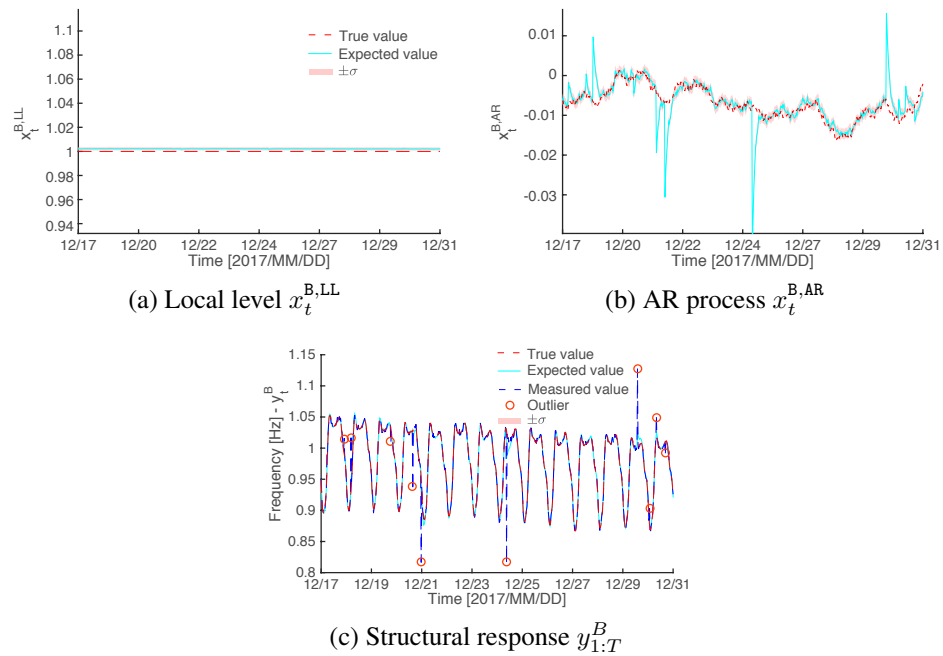 1.1
1.08
1.06
1.04
1.02
1
0.98
0.96
0.94
x_t^{B,LL}
True value
Expected value
±σ
12/17 12/20 12/22 12/24 12/27 12/29 12/31
Time [2017/MM/DD]
(a) Local level x_t^{B,LL}
0.01
0
-0.01
-0.02
-0.03
x_t^{B,AR}
12/17 12/20 12/22 12/24 12/27 12/29 12/31
Time [2017/MM/DD]
(b) AR process x_t^{B,AR}
1.15
1.1
1.05
1
0.95
0.9
0.85
0.8
Frequency [Hz] - y_t^B
True value
Expected value
Measured value
Outlier
±σ
12/17 12/19 12/21 12/23 12/25 12/27 12/29 12/31
Time [2017/MM/DD]
(c) Structural response y_{1:T}^B